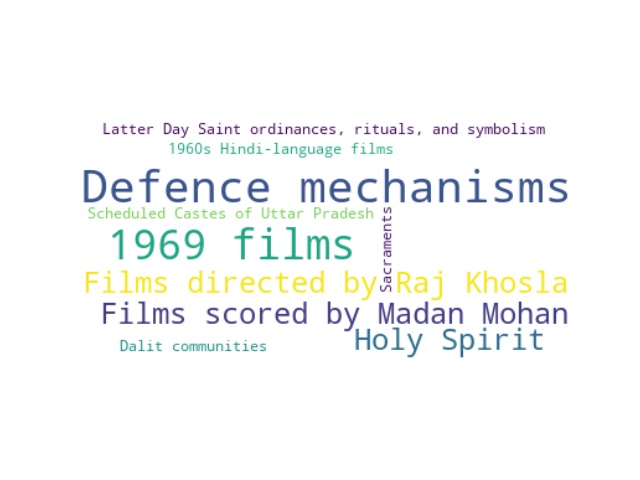 Latter Day Saint ordinances, rituals, and symbolism
1960s Hindi-language films
Defence mechanisms
Scheduled Castes of Uttar Pradesh
Sacraments
1969 films
Films directed by Raj Khosla
Films scored by Madan Mohan
Holy Spirit
Dalit communities